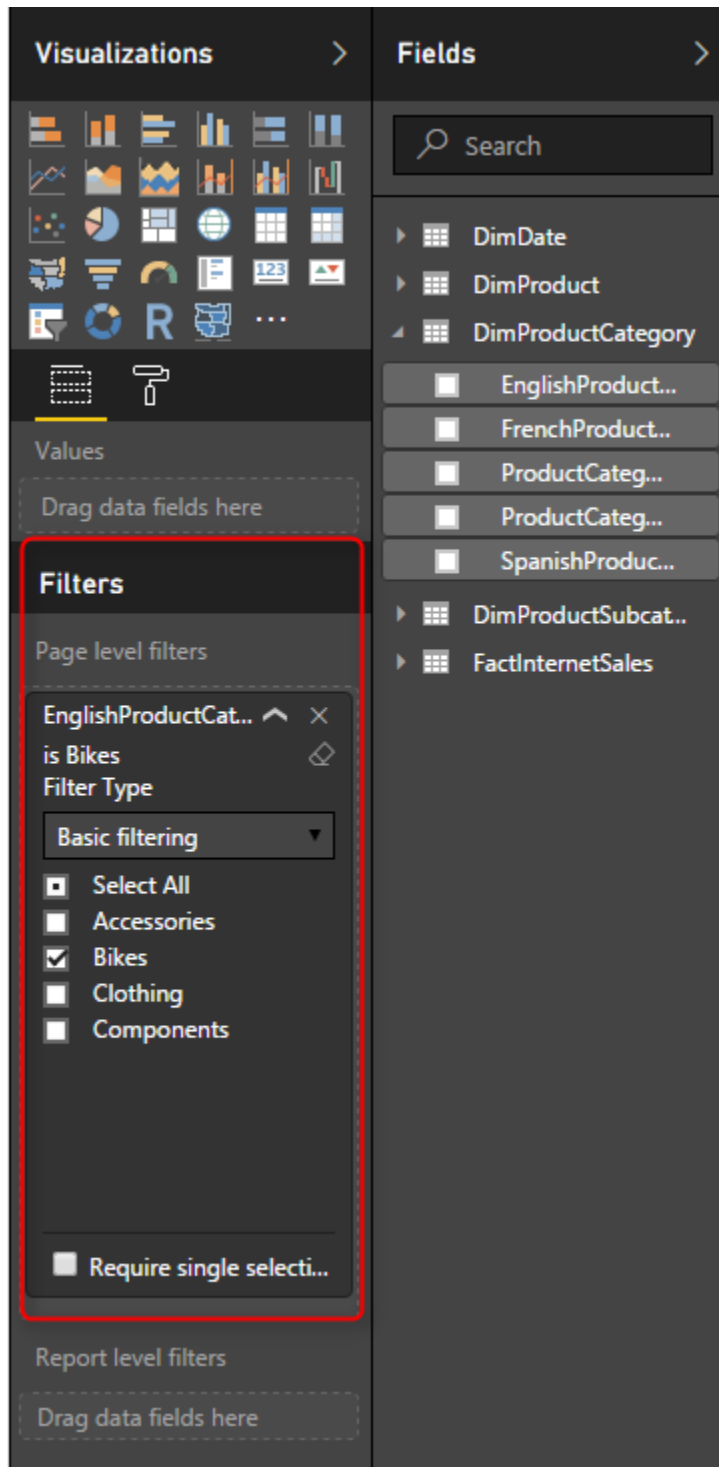 Visualizations
123
R
...
Values
Drag data fields here
Filters
Page level filters
EnglishProductCat...
is Bikes
Filter Type
Basic filtering
Select All
Accessories
Bikes
Clothing
Components
Require single selecti...
Report level filters
Drag data fields here
Fields
Search
DimDate
DimProduct
DimProductCategory
EnglishProduct...
FrenchProduct...
ProductCateg...
ProductCateg...
SpanishProduc...
DimProductSubcat...
FactInternetSales